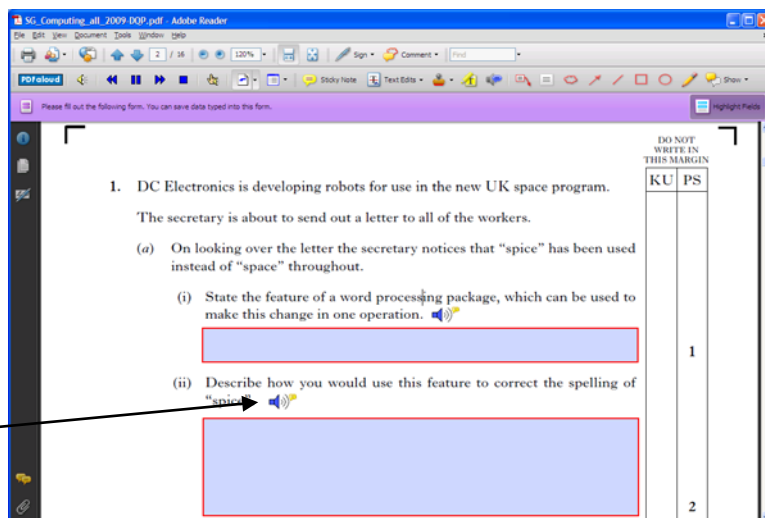 SG_Computing_all_2009-DQP.pdf - Adobe Reader
File Edit View Document Tools Window Help
2 / 16 120% Sign Comment Find
PDFaloud Sticky Note Text Edits Show
Please fill out the following form. You can save data typed into this form. Highlight Fields
DO NOT
WRITE IN
THIS MARGIN
KU PS
1. DC Electronics is developing robots for use in the new UK space program.
The secretary is about to send out a letter to all of the workers.
(a) On looking over the letter the secretary notices that “spice” has been used
instead of “space” throughout.
(i) State the feature of a word processing package, which can be used to
make this change in one operation.
1
(ii) Describe how you would use this feature to correct the spelling of
“spice”
2